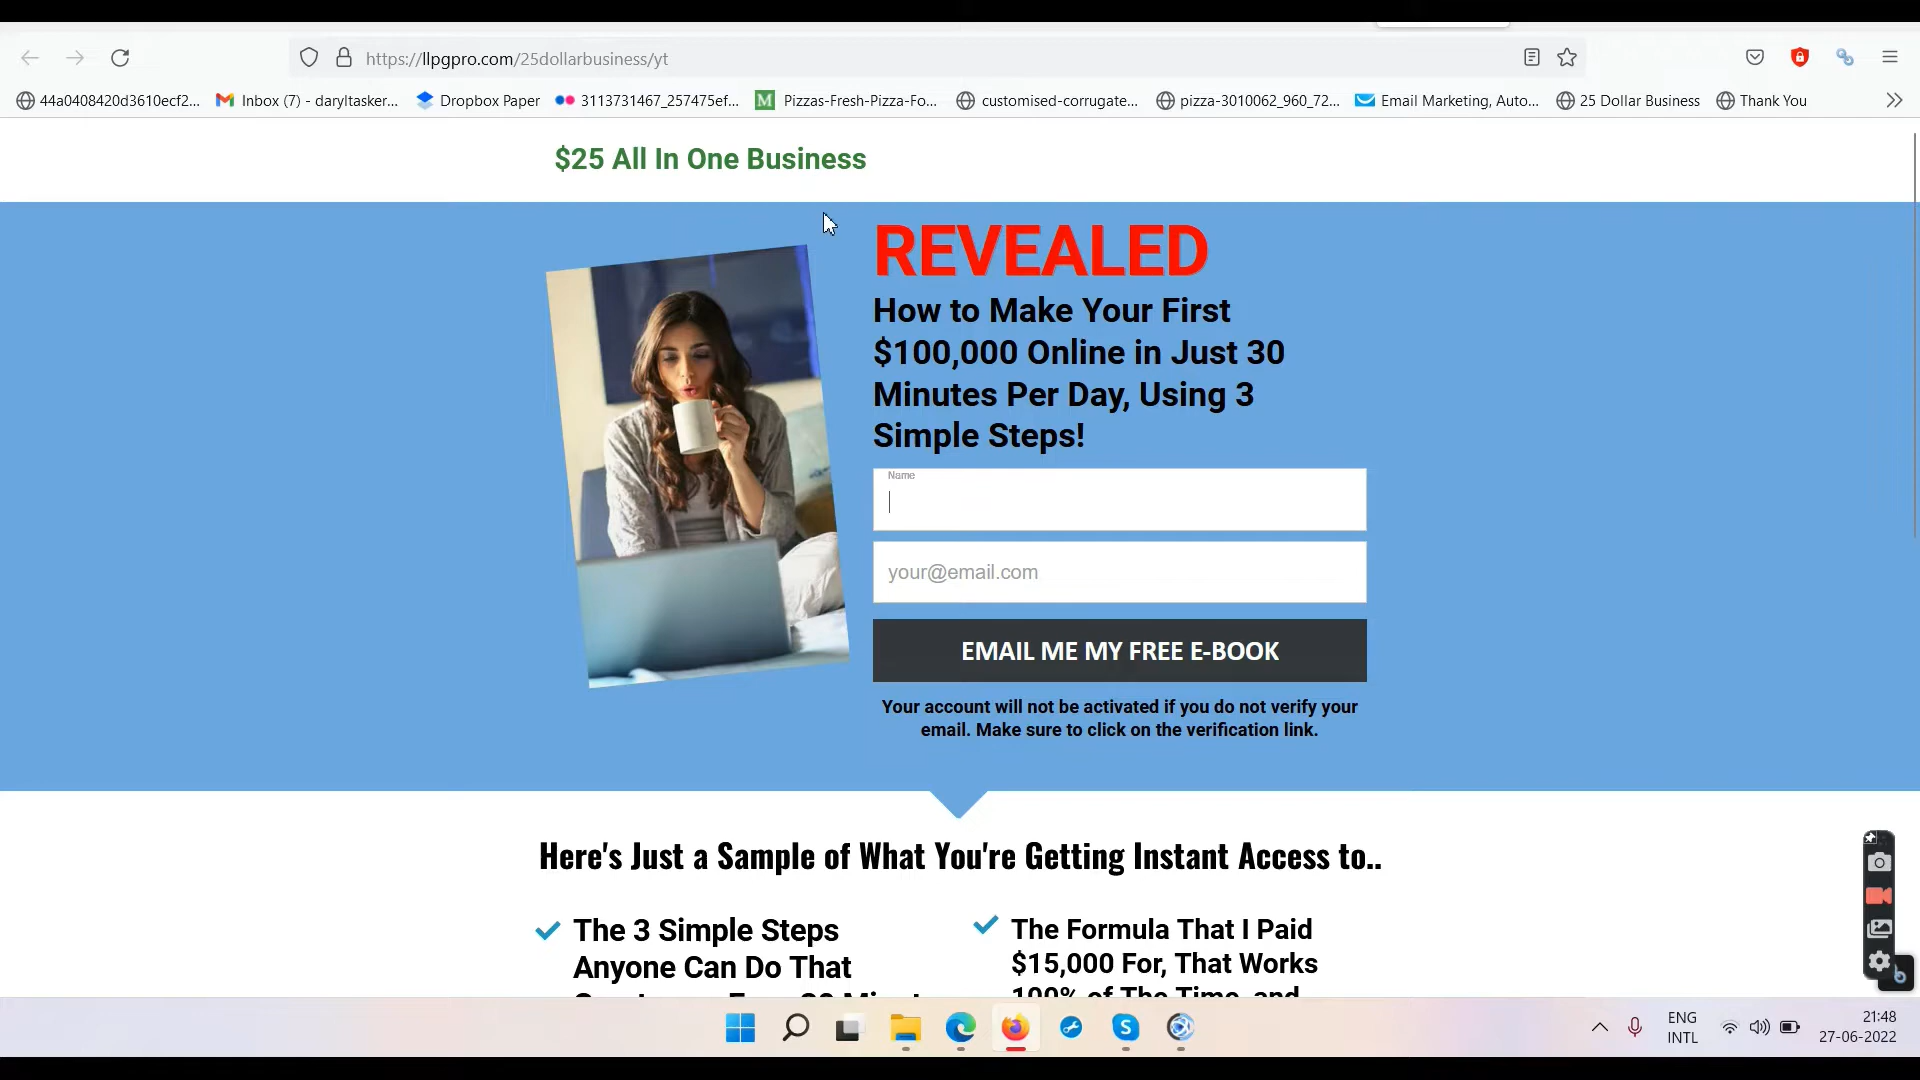 https://llpgpro.com/25dollarbusiness/yt
44a0408420d3610ecf2...
Inbox (7) - daryltasker...
Dropbox Paper
3113731467_257475ef...
M
Pizzas-Fresh-Pizza-Fo...
customised-corrugate...
pizza-3010062_960_72...
Email Marketing, Auto...
25 Dollar Business
Thank You
$25 All In One Business
REVEALED
How to Make Your First
$100,000 Online in Just 30
Minutes Per Day, Using 3
Simple Steps!
Name
your@email.com
EMAIL ME MY FREE E-BOOK
Your account will not be activated if you do not verify your
email. Make sure to click on the verification link.
Here's Just a Sample of What You're Getting Instant Access to..
The 3 Simple Steps
Anyone Can Do That
The Formula That I Paid
$15,000 For, That Works
100% of The Time, and
S
ENG
INTL
21:48
27-06-2022